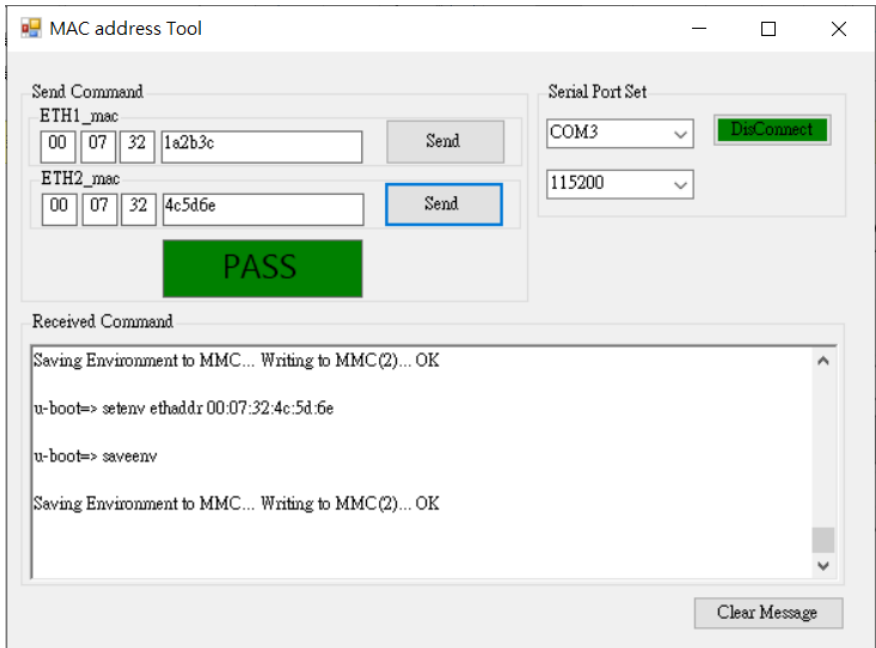 MAC address Tool
Send Command
ETH1_mac
00 07 32 1a2b3c Send
ETH2_mac
00 07 32 4c5d6e Send
PASS
Serial Port Set
COM3 DisConnect
115200
Received Command
Saving Environment to MMC... Writing to MMC(2)... OK
u-boot=> setenv ethaddr 00:07:32:4c:5d:6e
u-boot=> saveenv
Saving Environment to MMC... Writing to MMC(2)... OK
Clear Message